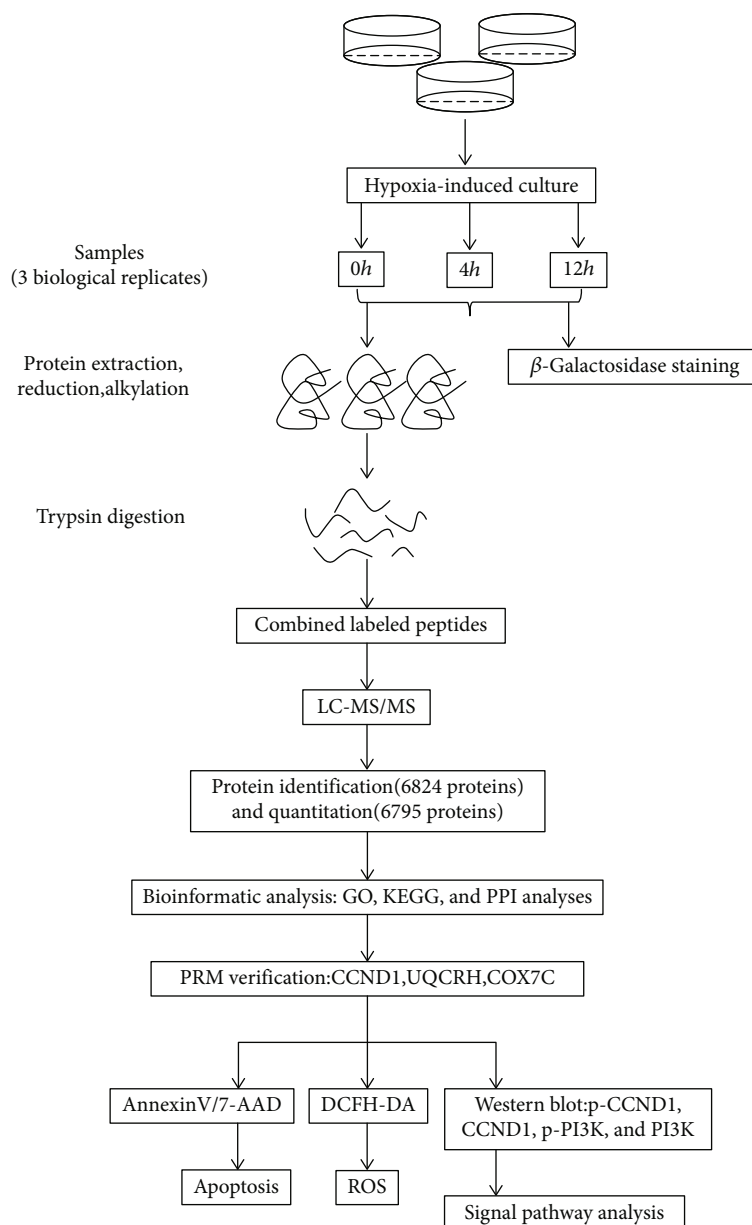 Hypoxia-induced culture
Samples
(3 biological replicates)
0h
4h
12h
Protein extraction,
reduction,alkylation
β-Galactosidase staining
Trypsin digestion
Combined labeled peptides
LC-MS/MS
Protein identification(6824 proteins)
and quantitation(6795 proteins)
Bioinformatic analysis: GO, KEGG, and PPI analyses
PRM verification:CCND1,UQCRH,COX7C
AnnexinV/7-AAD
DCFH-DA
Western blot:p-CCND1,
CCND1, p-PI3K, and PI3K
Apoptosis
ROS
Signal pathway analysis